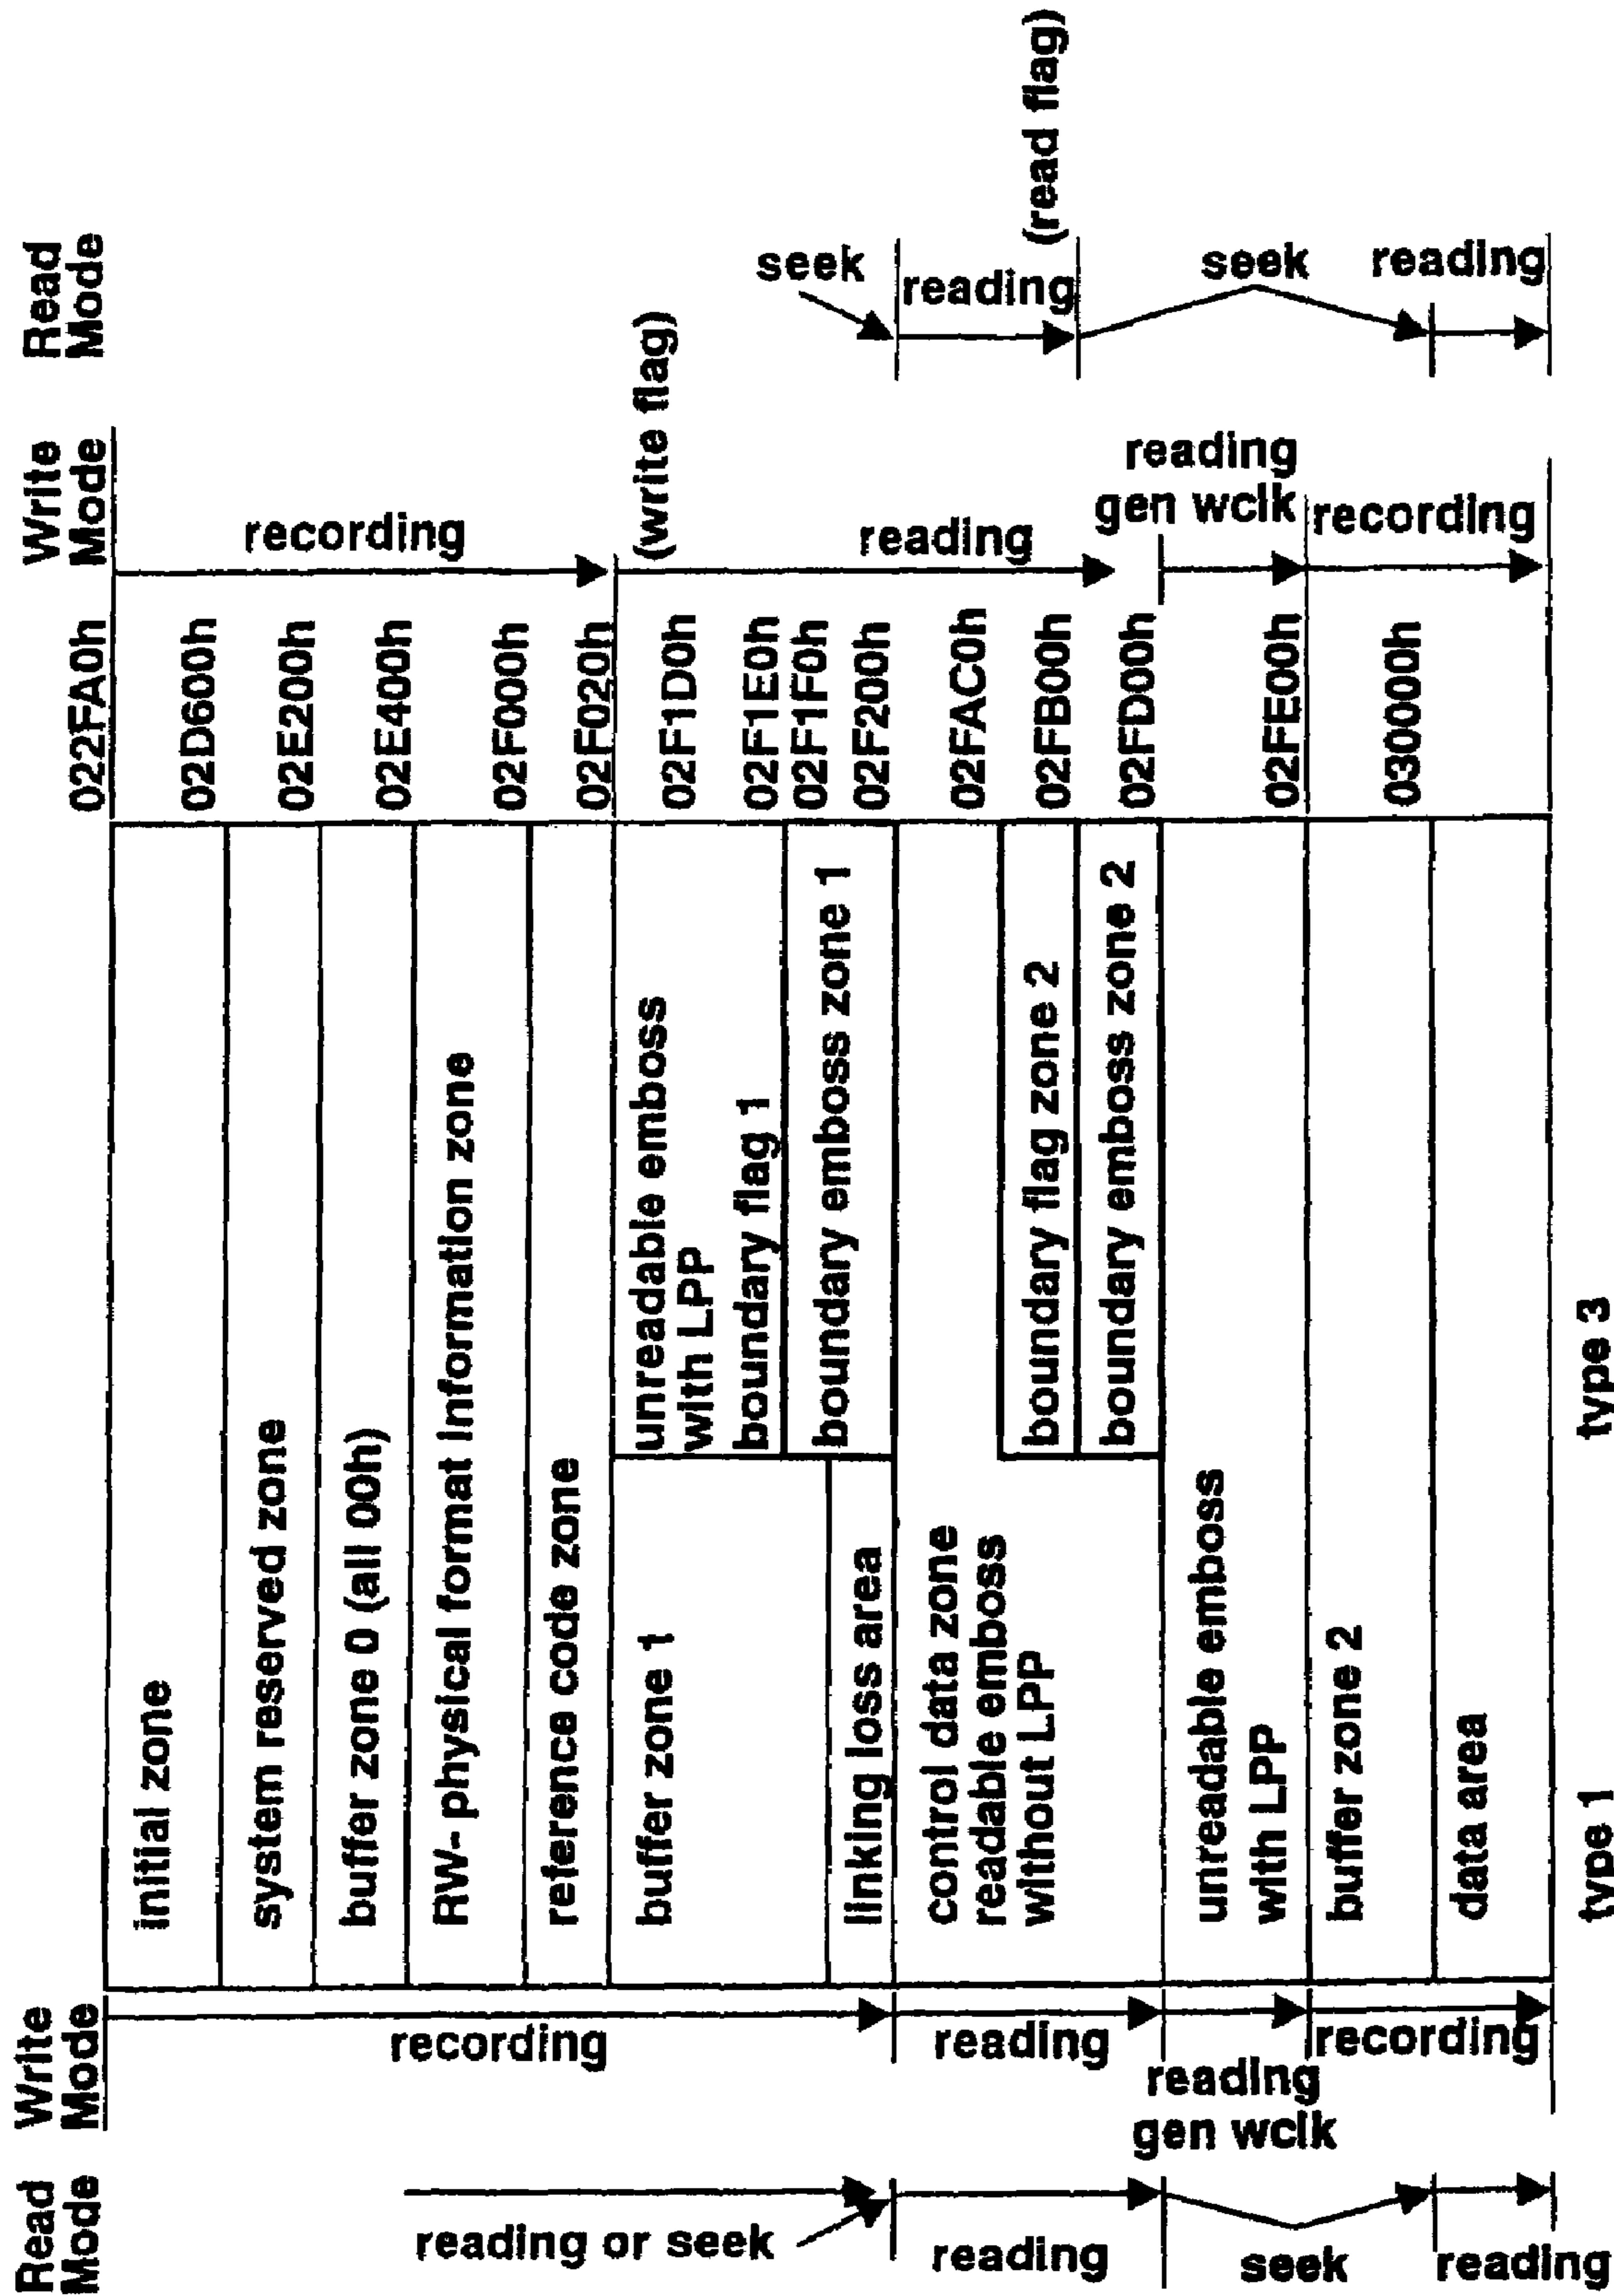 Read
Mode
Write
Mode
Write
Mode
Read
Mode
initial zone
022FA0h
system reserved zone
02D600h
buffer zone 0 (all 00h)
02E200h
RW- physical format information zone
02E400h
reference code zone
02F000h
02F020h
buffer zone 1
unreadable emboss
with LPP
02F1D0h
boundary flag 1
02F1E0h
boundary emboss zone 1
02F1F0h
linking loss area
02F200h
control data zone
readable emboss
without LPP
02FAC0h
boundary flag zone 2
02FB00h
boundary emboss zone 2
02FD00h
unreadable emboss
with LPP
02FE00h
buffer zone 2
030000h
data area
type 1
type 3
recording
reading
reading
gen wclk
recording
reading or seek
reading
seek
reading
recording
(write flag)
reading
reading
gen wclk
recording
seek
reading
(read flag)
seek
reading